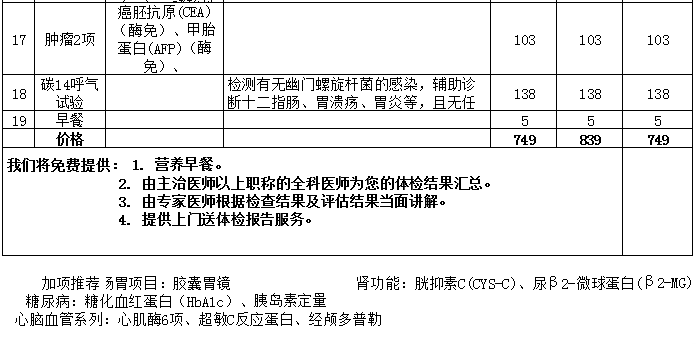 癌胚抗原(CEA)
17 肿瘤2项 (酶免）、甲胎 103 103 103
蛋白(AFP)（酶
免）、
18 碳14呼气 检测有无幽门螺旋杆菌的感染，辅助诊 138 138 138
试验 断十二指肠、胃溃疡、胃炎等，且无任
19 早餐 5 5 5
价格 749 839 749
我们将免费提供： 1. 营养早餐。
2. 由主治医师以上职称的全科医师为您的体检结果汇总。
3. 由专家医师根据检查结果及评估结果当面讲解。
4. 提供上门送体检报告服务。
加项推荐 肠胃项目：胶囊胃镜 肾功能：胱抑素C(CYS-C)、尿β2-微球蛋白(β2-MG)
糖尿病：糖化血红蛋白（HbA1c）、胰岛素定量
心脑血管系列：心肌酶6项、超敏C反应蛋白、经颅多普勒